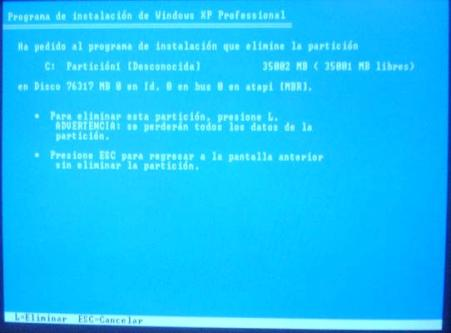 Programa de instalación de Windows XP Professional
Ha pedido al programa de instalación que elimine la partición
C: Partición1 [Desconocida] 35002 MB ( 35001 MB libres)
en Disco 76317 MB 0 en Id. 0 en bus 0 en atapi [MBR].
• Para eliminar esta partición, presione L.
ADVERTENCIA: se perderán todos los datos de la
partición.
• Presione ESC para regresar a la pantalla anterior
sin eliminar la partición.
L=Eliminar ESC=Cancelar